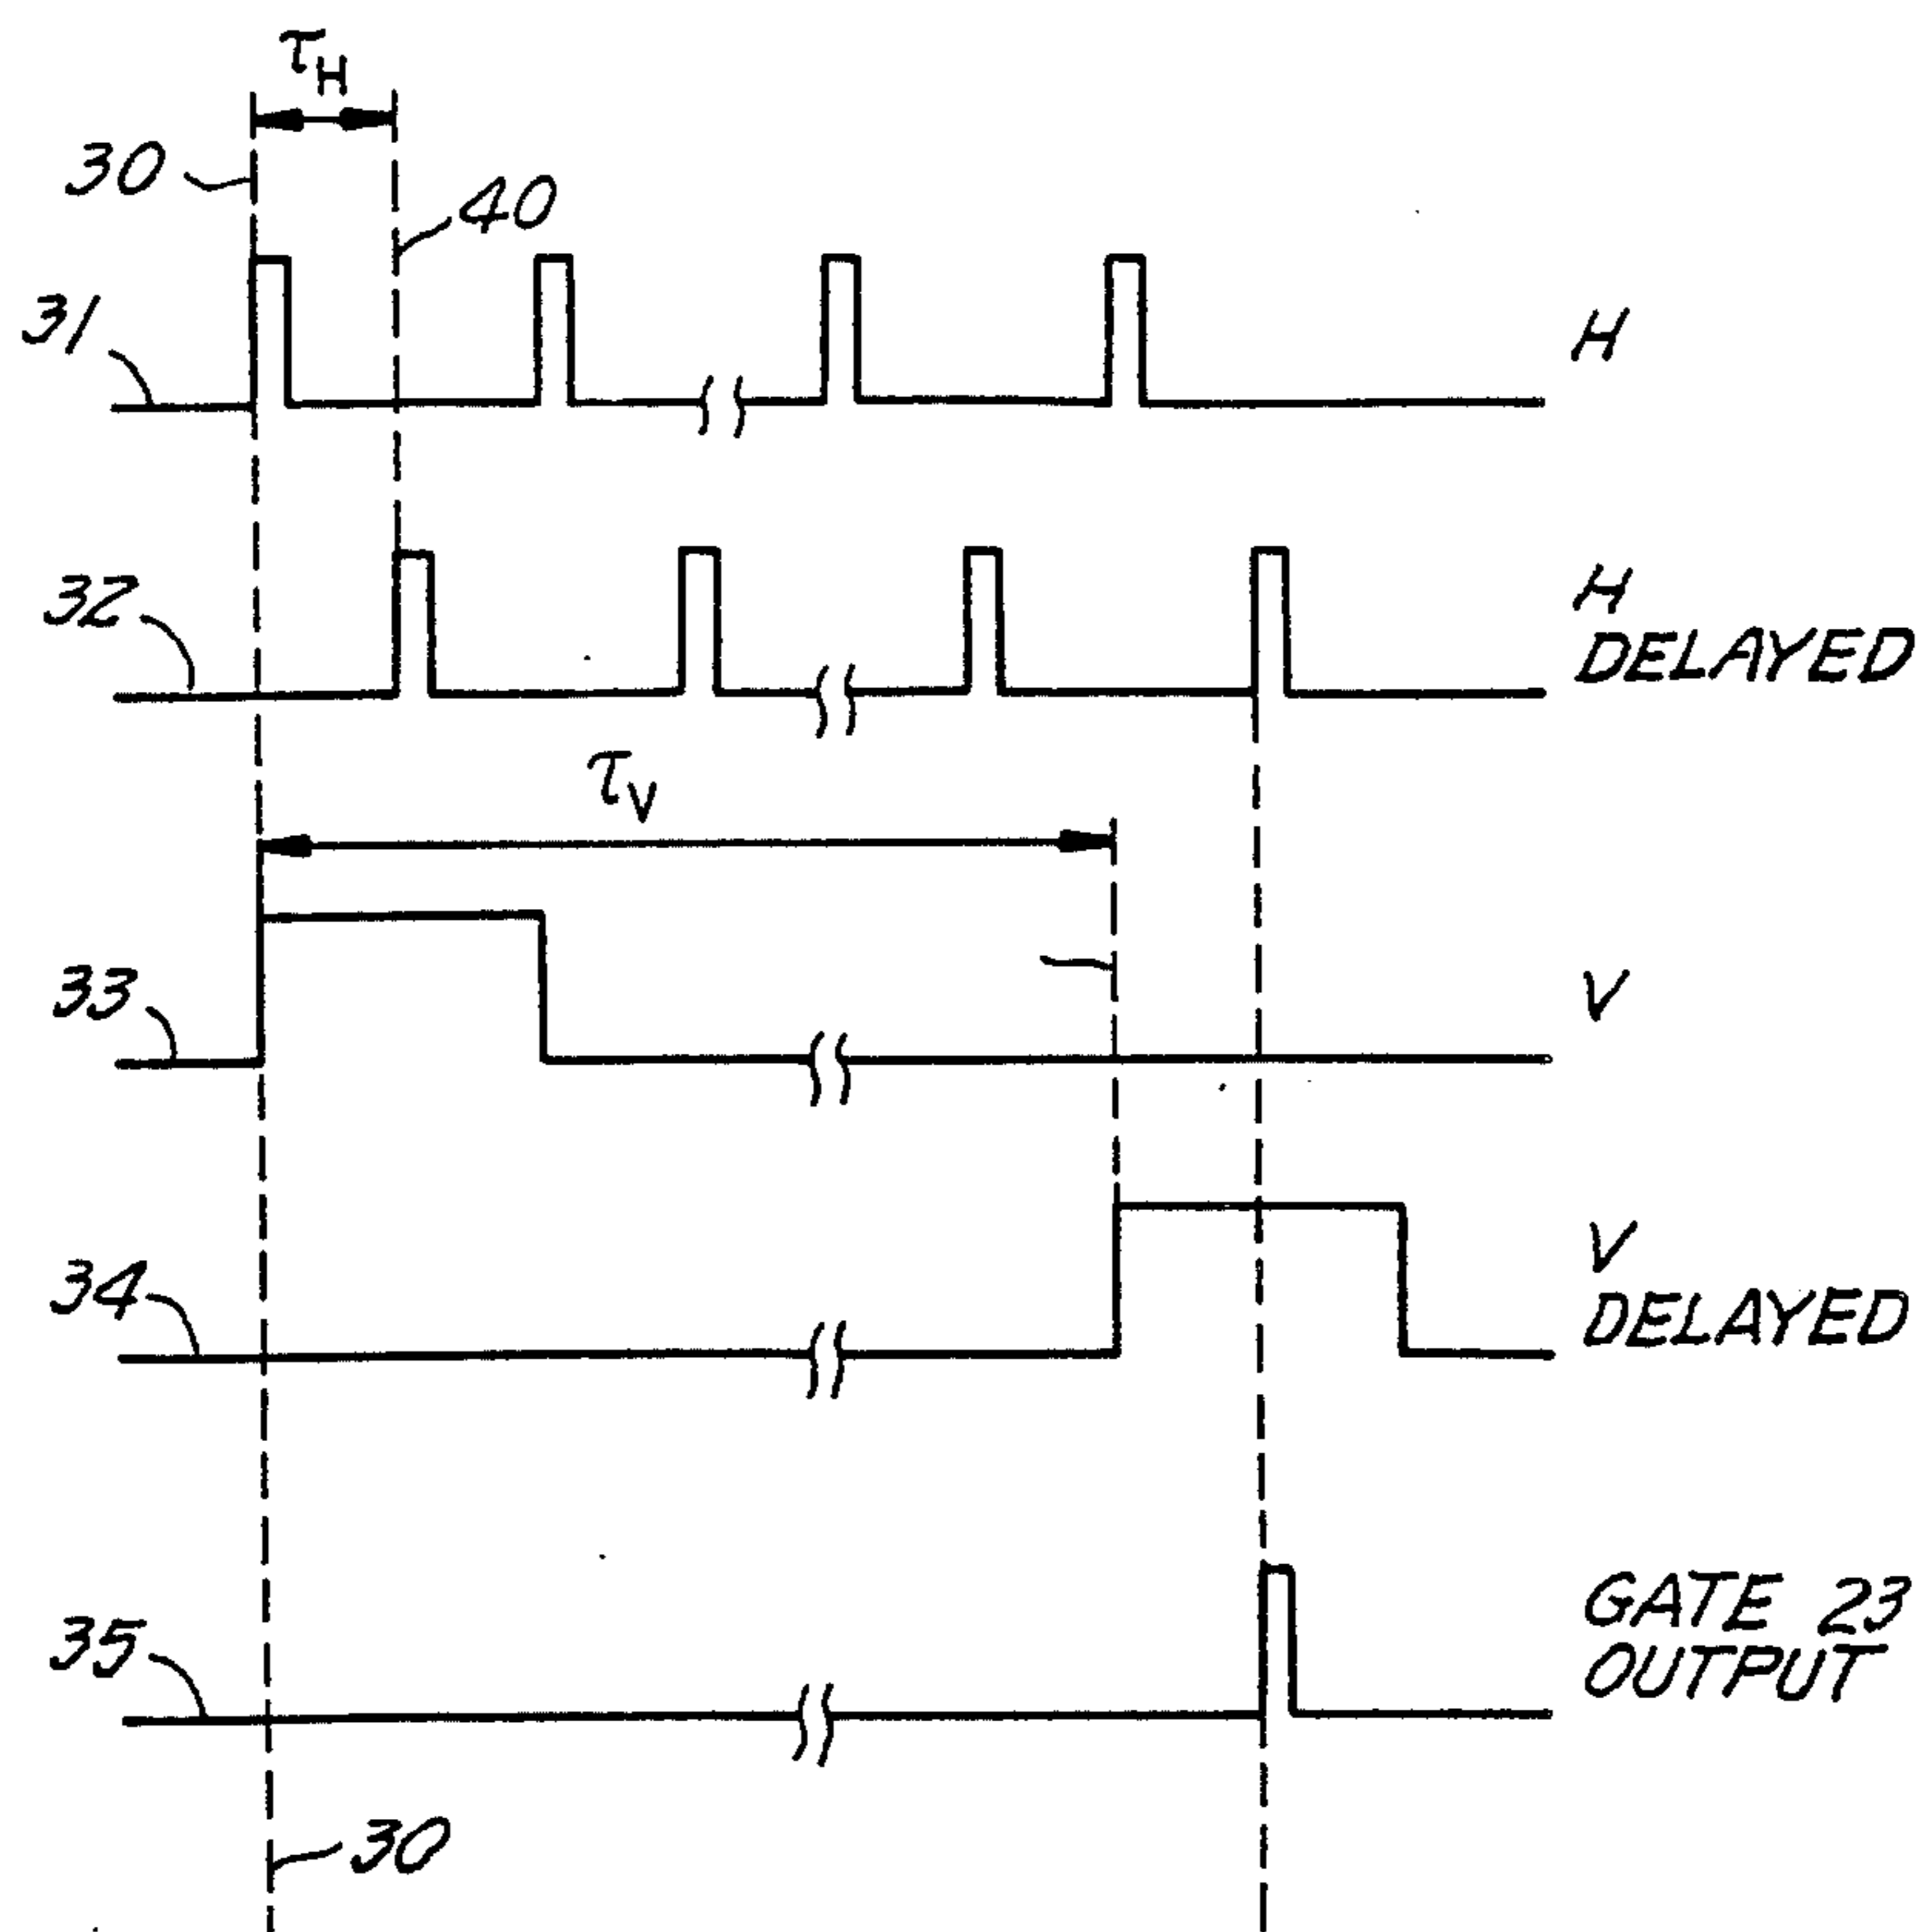 τH
30
40
31
H
32
H
DELAYED
τV
33
V
34
V
DELAYED
35
GATE 23
OUTPUT
30